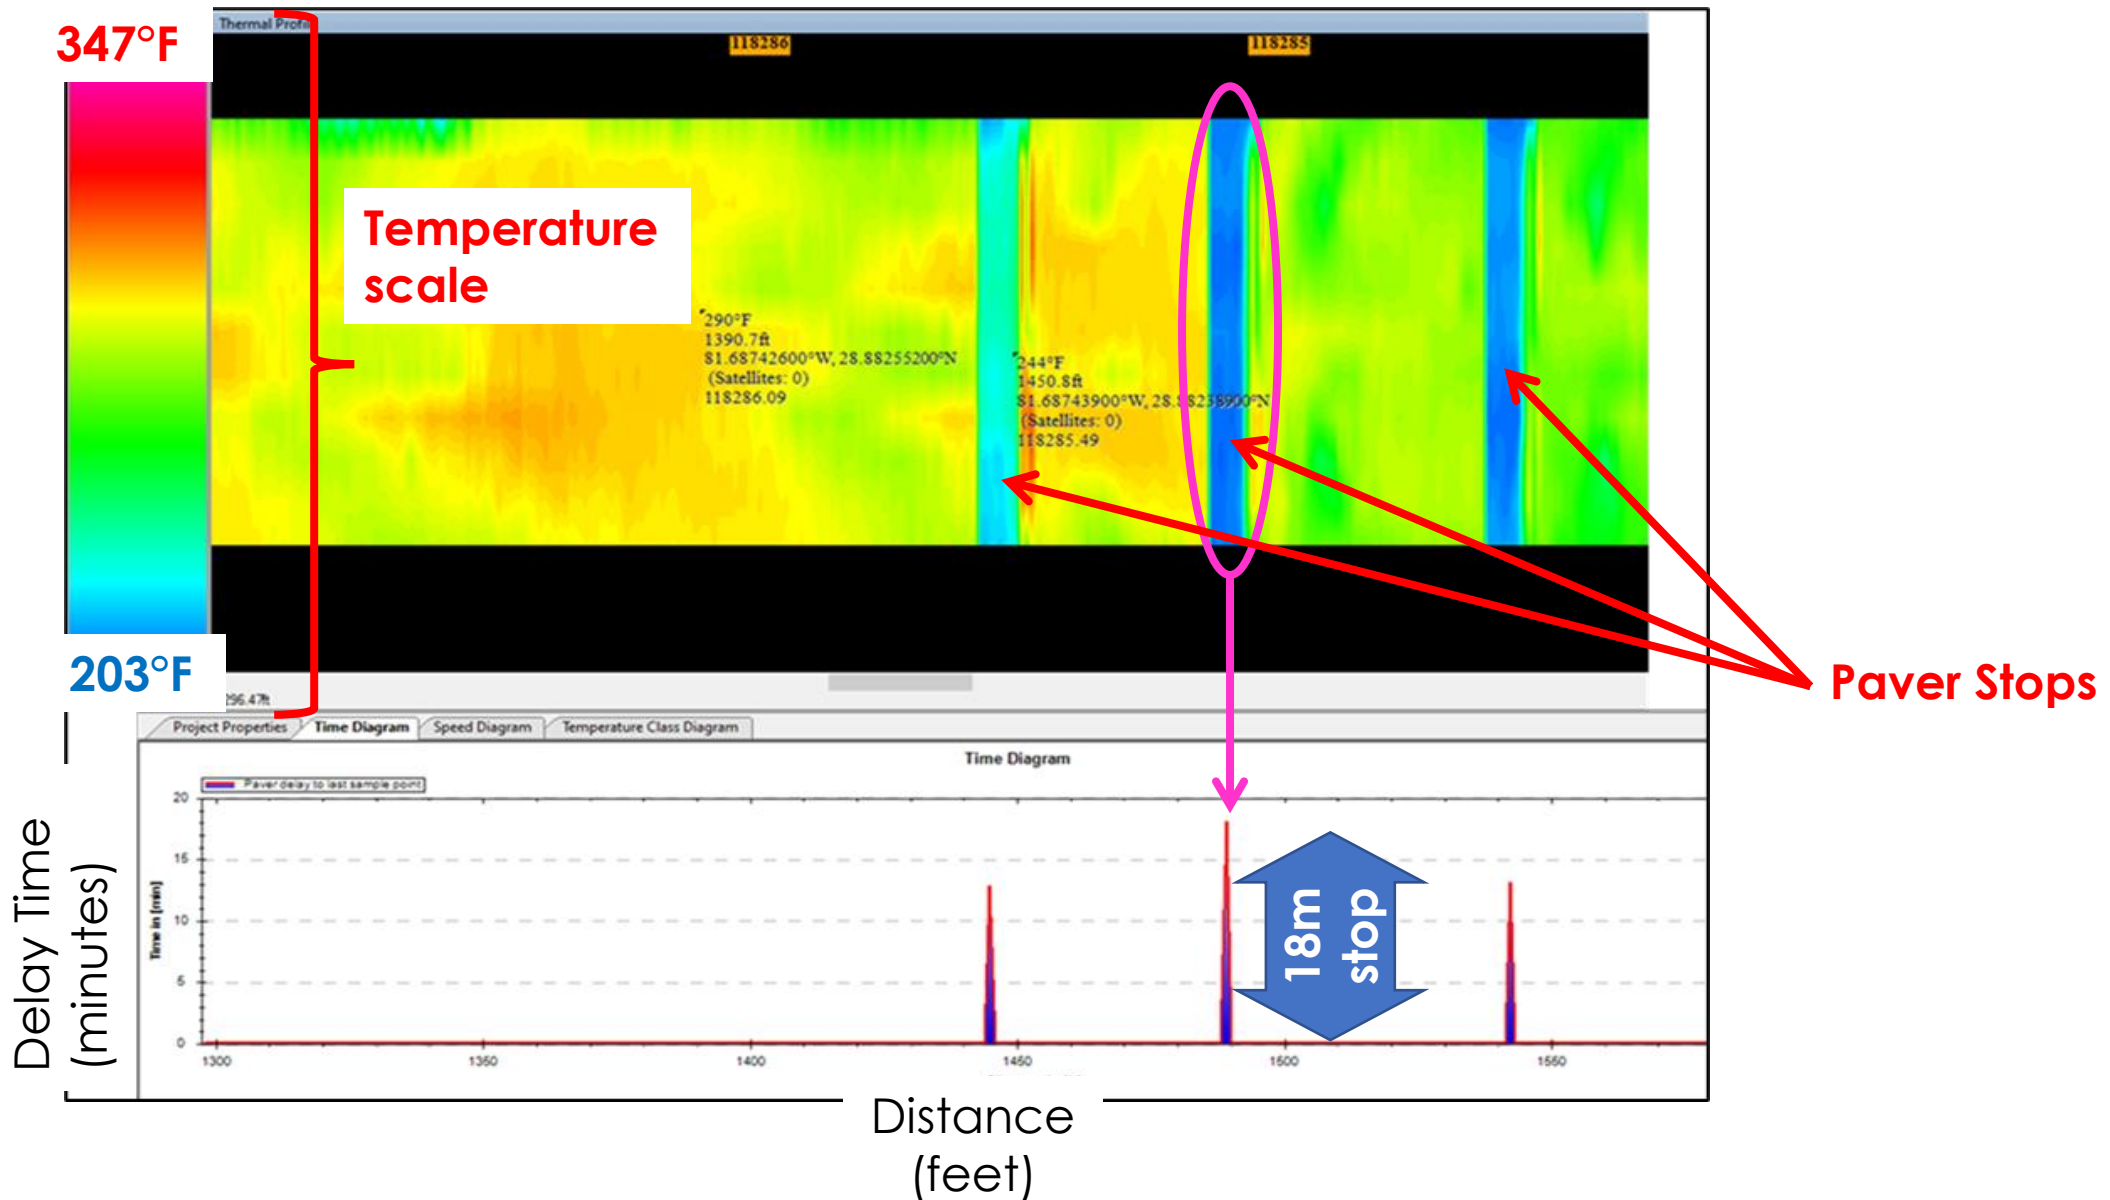 Thermal Profi
347°F
118286
118285
Temperature
scale
290°F
1390.7ft
81.68742600°W, 28.88255200°N
(Satellites: 0)
118286.09
244°F
1450.8ft
81.68743900°W, 28.88238900°N
(Satellites: 0)
118285.49
203°F
296.47ft
Paver Stops
Project Properties
Time Diagram
Speed Diagram
Temperature Class Diagram
Time Diagram
Paver delay to last sample point
Delay Time
(minutes)
Time in [min]
20
15
10
5
0
18m
stop
1300
1350
1400
1450
1500
1550
Distance
(feet)